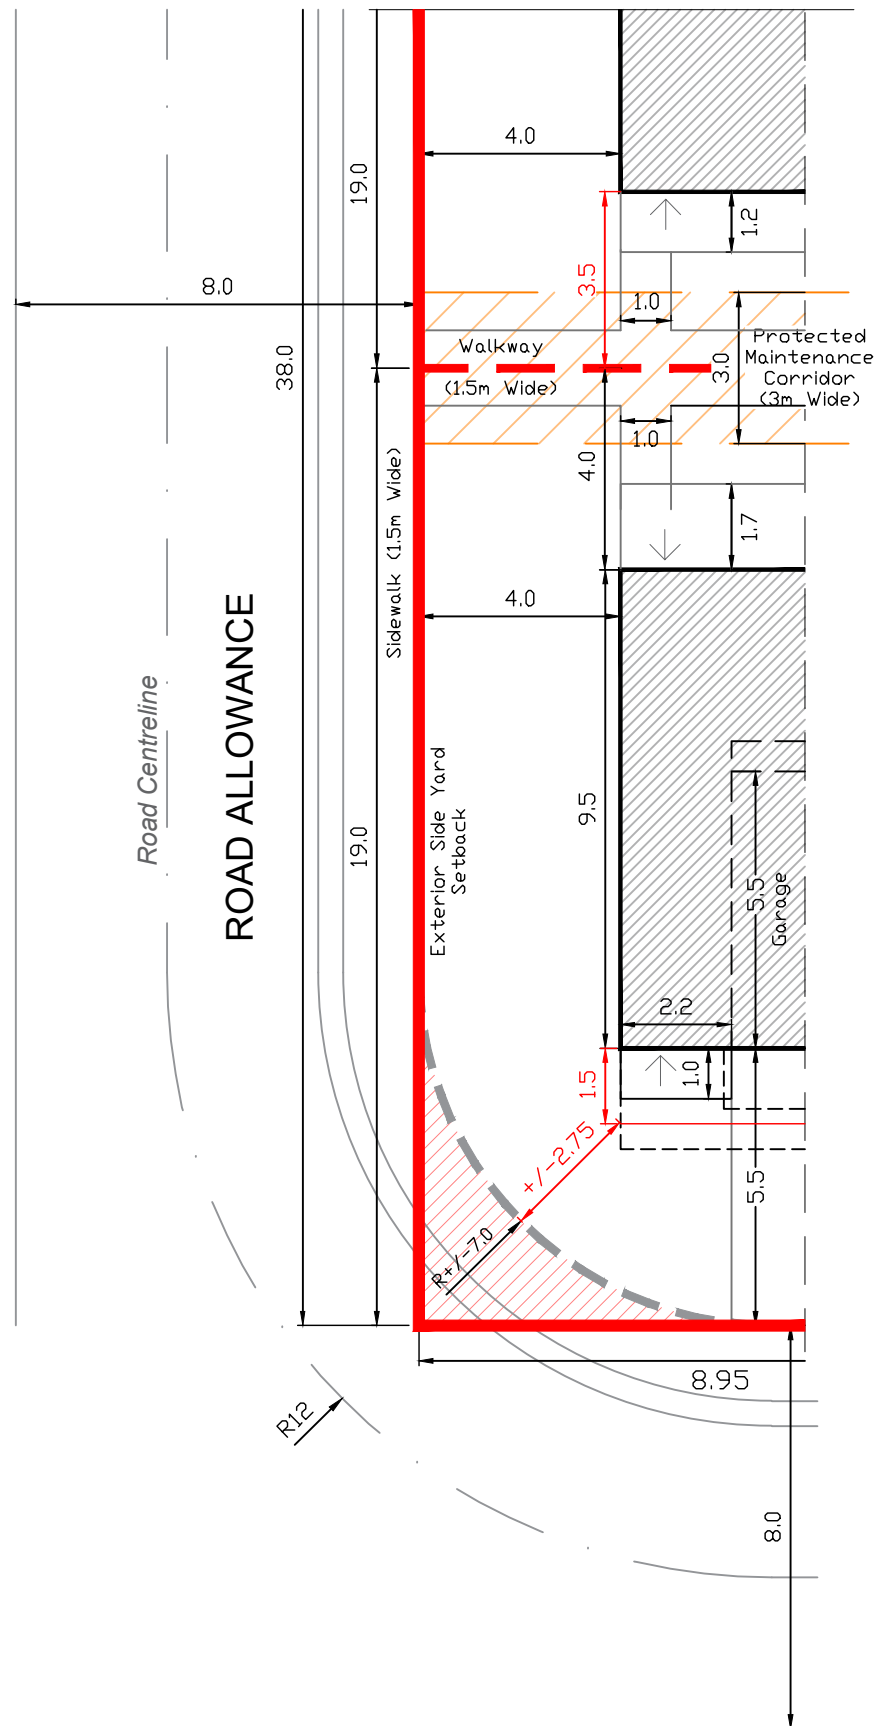 4.0
19.0
1.2
3.5
8.0
1.0
Walkway
(1.5m Wide)
38.0
3.0
Protected
Maintenance
Corridor
(3m Wide)
1.0
4.0
Sidewalk (1.5m Wide)
1.7
4.0
ROAD ALLOWANCE
Road Centreline
Exterior Side Yard
Setback
19.0
9.5
5.5
Garage
2.2
1.5
1.0
+/-2.75
5.5
R+/-7.0
8.95
R12
8.0